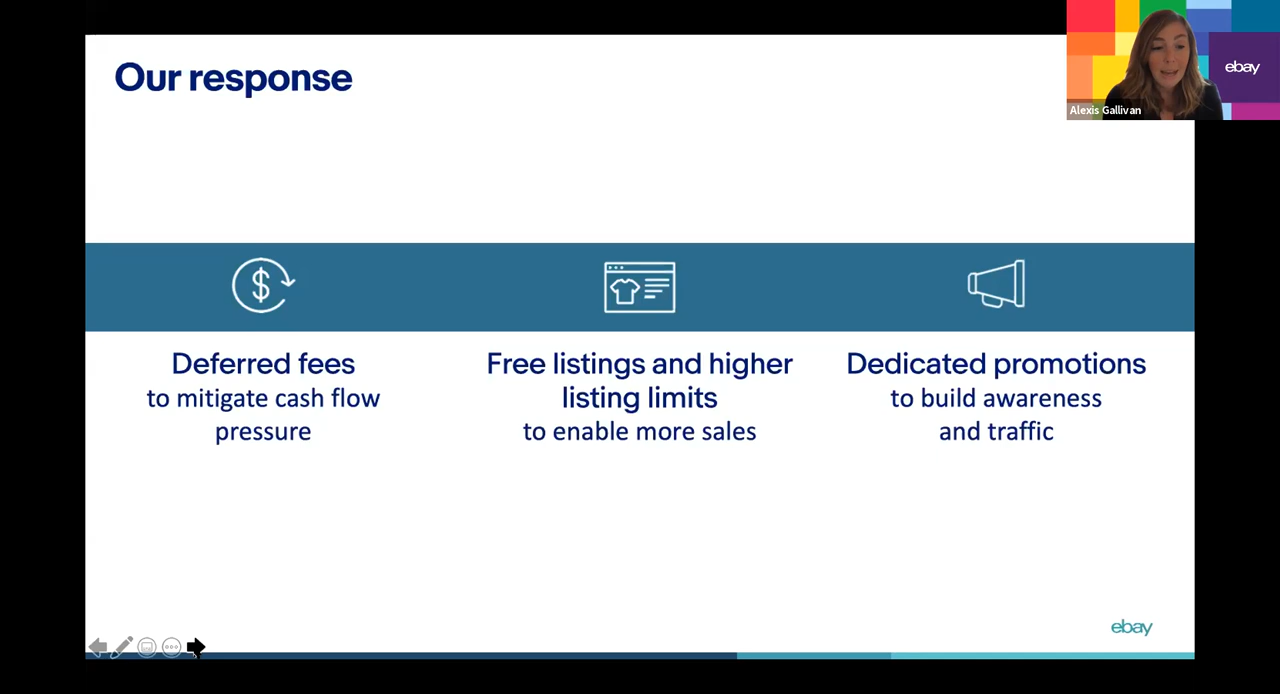 Our response
ebay
Alexis Gallivan
$
Deferred fees
to mitigate cash flow
pressure
Free listings and higher
listing limits
to enable more sales
Dedicated promotions
to build awareness
and traffic
ebay